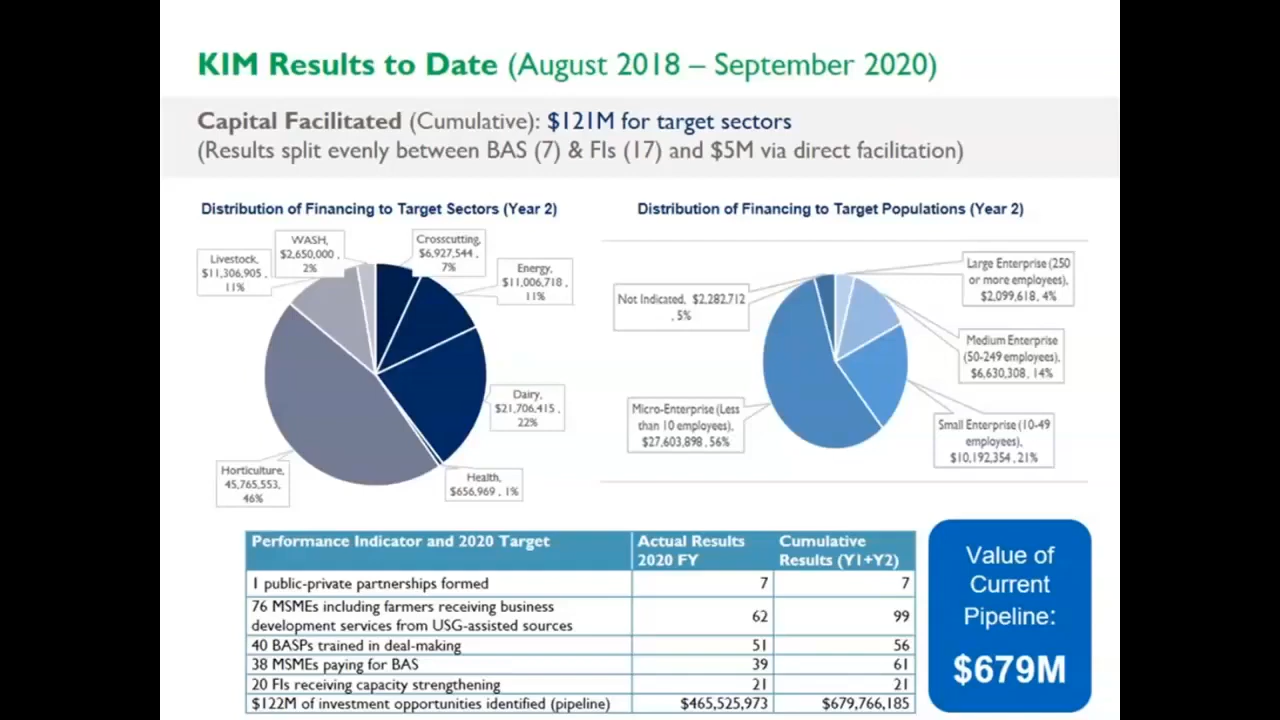 KIM Results to Date (August 2018 – September 2020)
Capital Facilitated (Cumulative): $121M for target sectors
(Results split evenly between BAS (7) & FIs (17) and $5M via direct facilitation)
Distribution of Financing to Target Sectors (Year 2)
WASH,
$2,650,000 ,
2%
Crosscutting,
$6,927,544 ,
7%
Livestock,
$11,306,905 ,
11%
Energy,
$11,006,718 ,
11%
Dairy,
$21,706,415 ,
22%
Horticulture,
45,765,553,
46%
Health,
$656,969 , 1%
Distribution of Financing to Target Populations (Year 2)
Large Enterprise (250
or more employees),
$2,099,618, 4%
Not Indicated, $2,282,712
, 5%
Medium Enterprise
(50-249 employees),
$6,630,308, 14%
Micro-Enterprise (Less
than 10 employees),
$27,603,898 , 56%
Small Enterprise (10-49
employees),
$10,192,354 , 21%
Performance Indicator and 2020 Target Actual Results Cumulative
2020 FY Results (Y1+Y2)
1 public-private partnerships formed 7 7
76 MSMEs including farmers receiving business
development services from USG-assisted sources 62 99
40 BASPs trained in deal-making 51 56
38 MSMEs paying for BAS 39 61
20 FIs receiving capacity strengthening 21 21
$122M of investment opportunities identified (pipeline) $465,525,973 $679,766,185
Value of
Current
Pipeline:
$679M